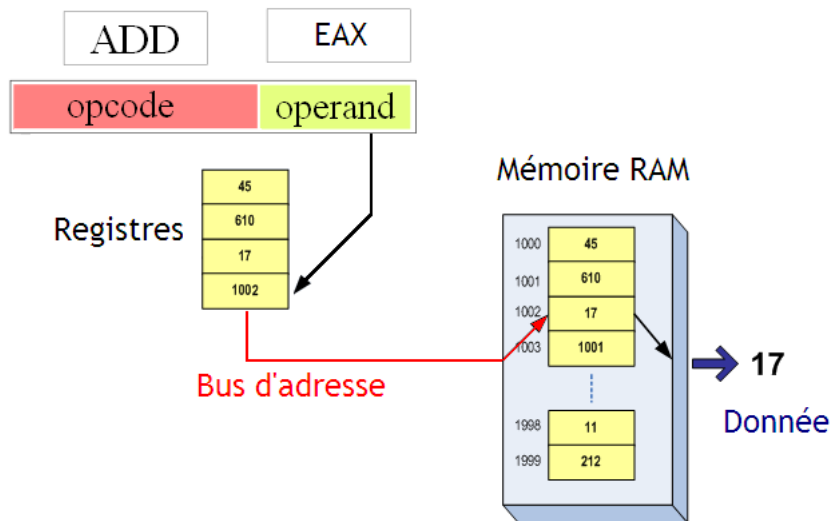 ADD
EAX
opcode
operand
Registres
45
610
17
1002
Bus d'adresse
Mémoire RAM
1000 45
1001 610
1002 17
1003 1001
1998 11
1999 212
17
Donnée